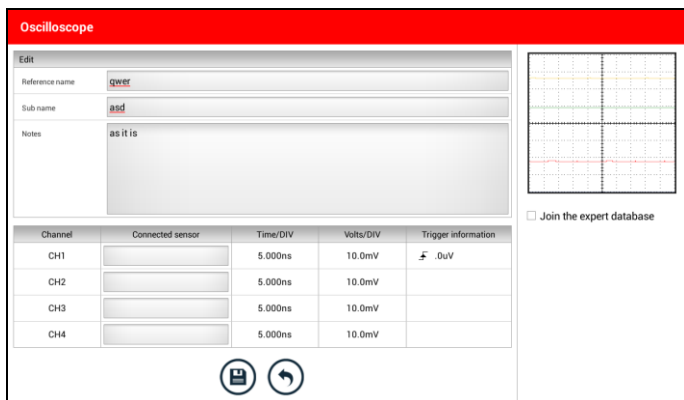 Oscilloscope
Edit
Reference name qwer
Sub name asd
Notes as it is
Join the expert database
Channel Connected sensor Time/DIV Volts/DIV Trigger information
CH1 5.000ns 10.0mV .0uV
CH2 5.000ns 10.0mV
CH3 5.000ns 10.0mV
CH4 5.000ns 10.0mV